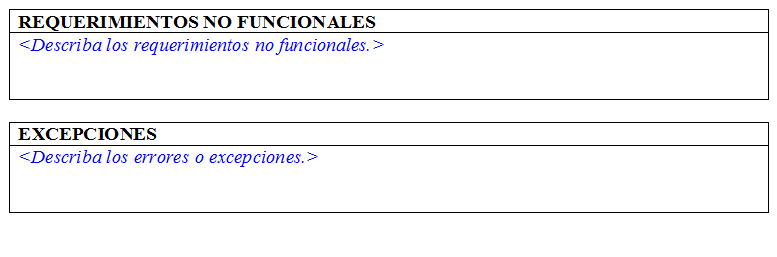 REQUERIMIENTOS NO FUNCIONALES
<Describa los requerimientos no funcionales.>
EXCEPCIONES
<Describa los errores o excepciones.>